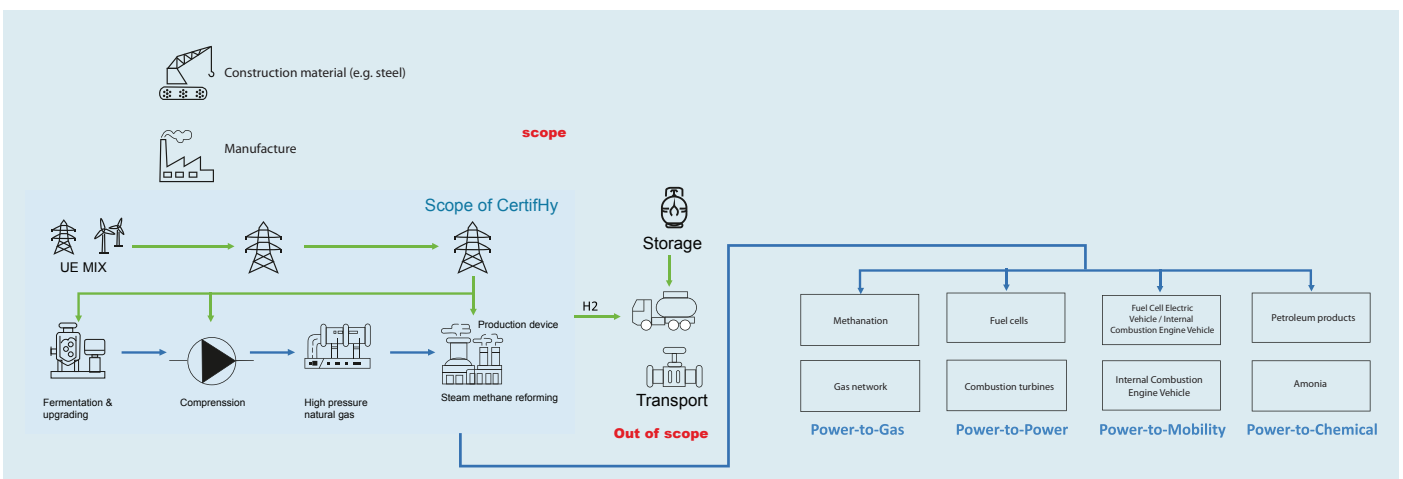 Construction material (e.g. steel)
Manufacture
scope
Scope of CertifHy
UE MIX
Storage
H2
Production device
Fermentation &
upgrading
Comprenssion
High pressure
natural gas
Steam methane reforming
Transport
Out of scope
Methanation
Fuel cells
Fuel Cell Electric
Vehicle / Internal
Combustion Engine Vehicle
Petroleum products
Gas network
Combustion turbines
Internal Combustion
Engine Vehicle
Amonia
Power-to-Gas
Power-to-Power
Power-to-Mobility
Power-to-Chemical